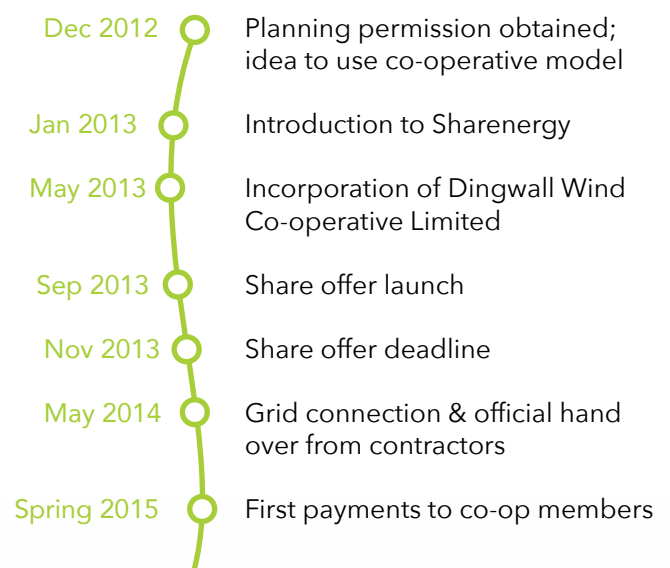 Dec 2012 Planning permission obtained;
idea to use co-operative model
Jan 2013 Introduction to Sharenergy
May 2013 Incorporation of Dingwall Wind
Co-operative Limited
Sep 2013 Share offer launch
Nov 2013 Share offer deadline
May 2014 Grid connection & official hand
over from contractors
Spring 2015 First payments to co-op members